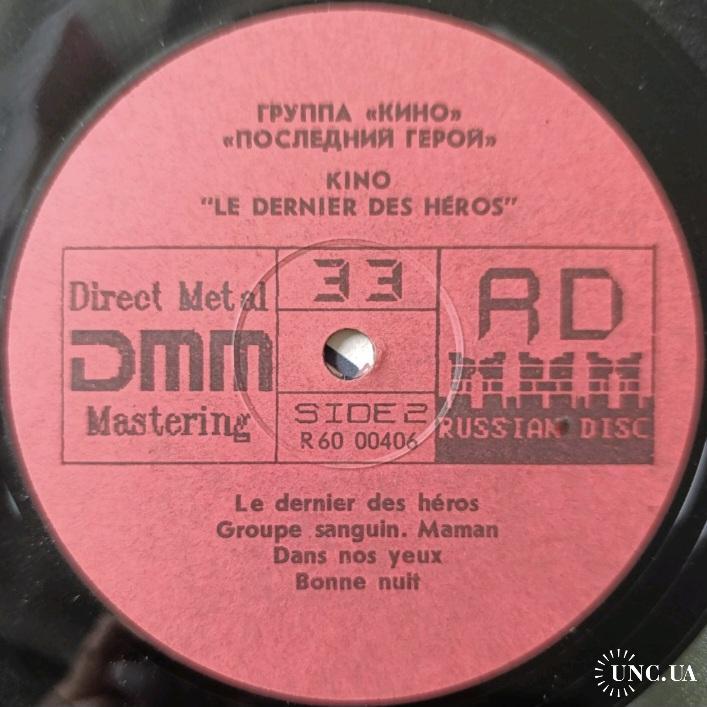 ГРУППА «КИНО»
«ПОСЛЕДНИЙ ГЕРОЙ»
KINO
"LE DERNIER DES HÉROS"
Direct Metal
DMM
Mastering
33
SIDE 2
R 60 00406
RD
RUSSIAN DISC
Le dernier des héros
Groupe sanguin. Maman
Dans nos yeux
Bonne nuit
UNC.UA